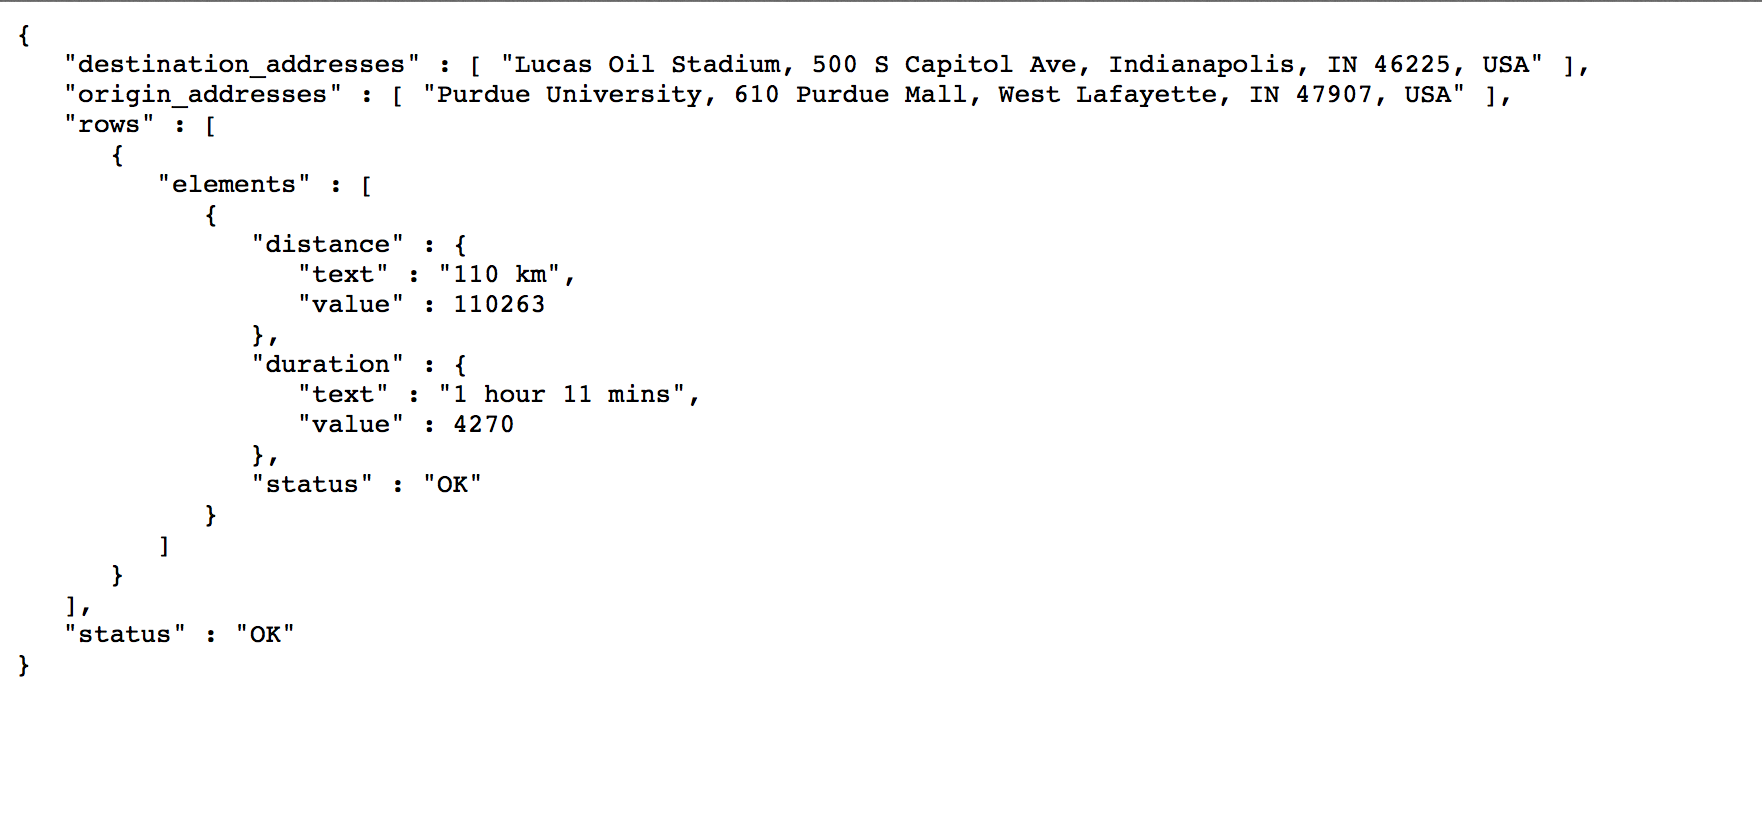 {
   "destination_addresses" : [ "Lucas Oil Stadium, 500 S Capitol Ave, Indianapolis, IN 46225, USA" ],
   "origin_addresses" : [ "Purdue University, 610 Purdue Mall, West Lafayette, IN 47907, USA" ],
   "rows" : [
      {
         "elements" : [
            {
               "distance" : {
                  "text" : "110 km",
                  "value" : 110263
               },
               "duration" : {
                  "text" : "1 hour 11 mins",
                  "value" : 4270
               },
               "status" : "OK"
            }
         ]
      }
   ],
   "status" : "OK"
}